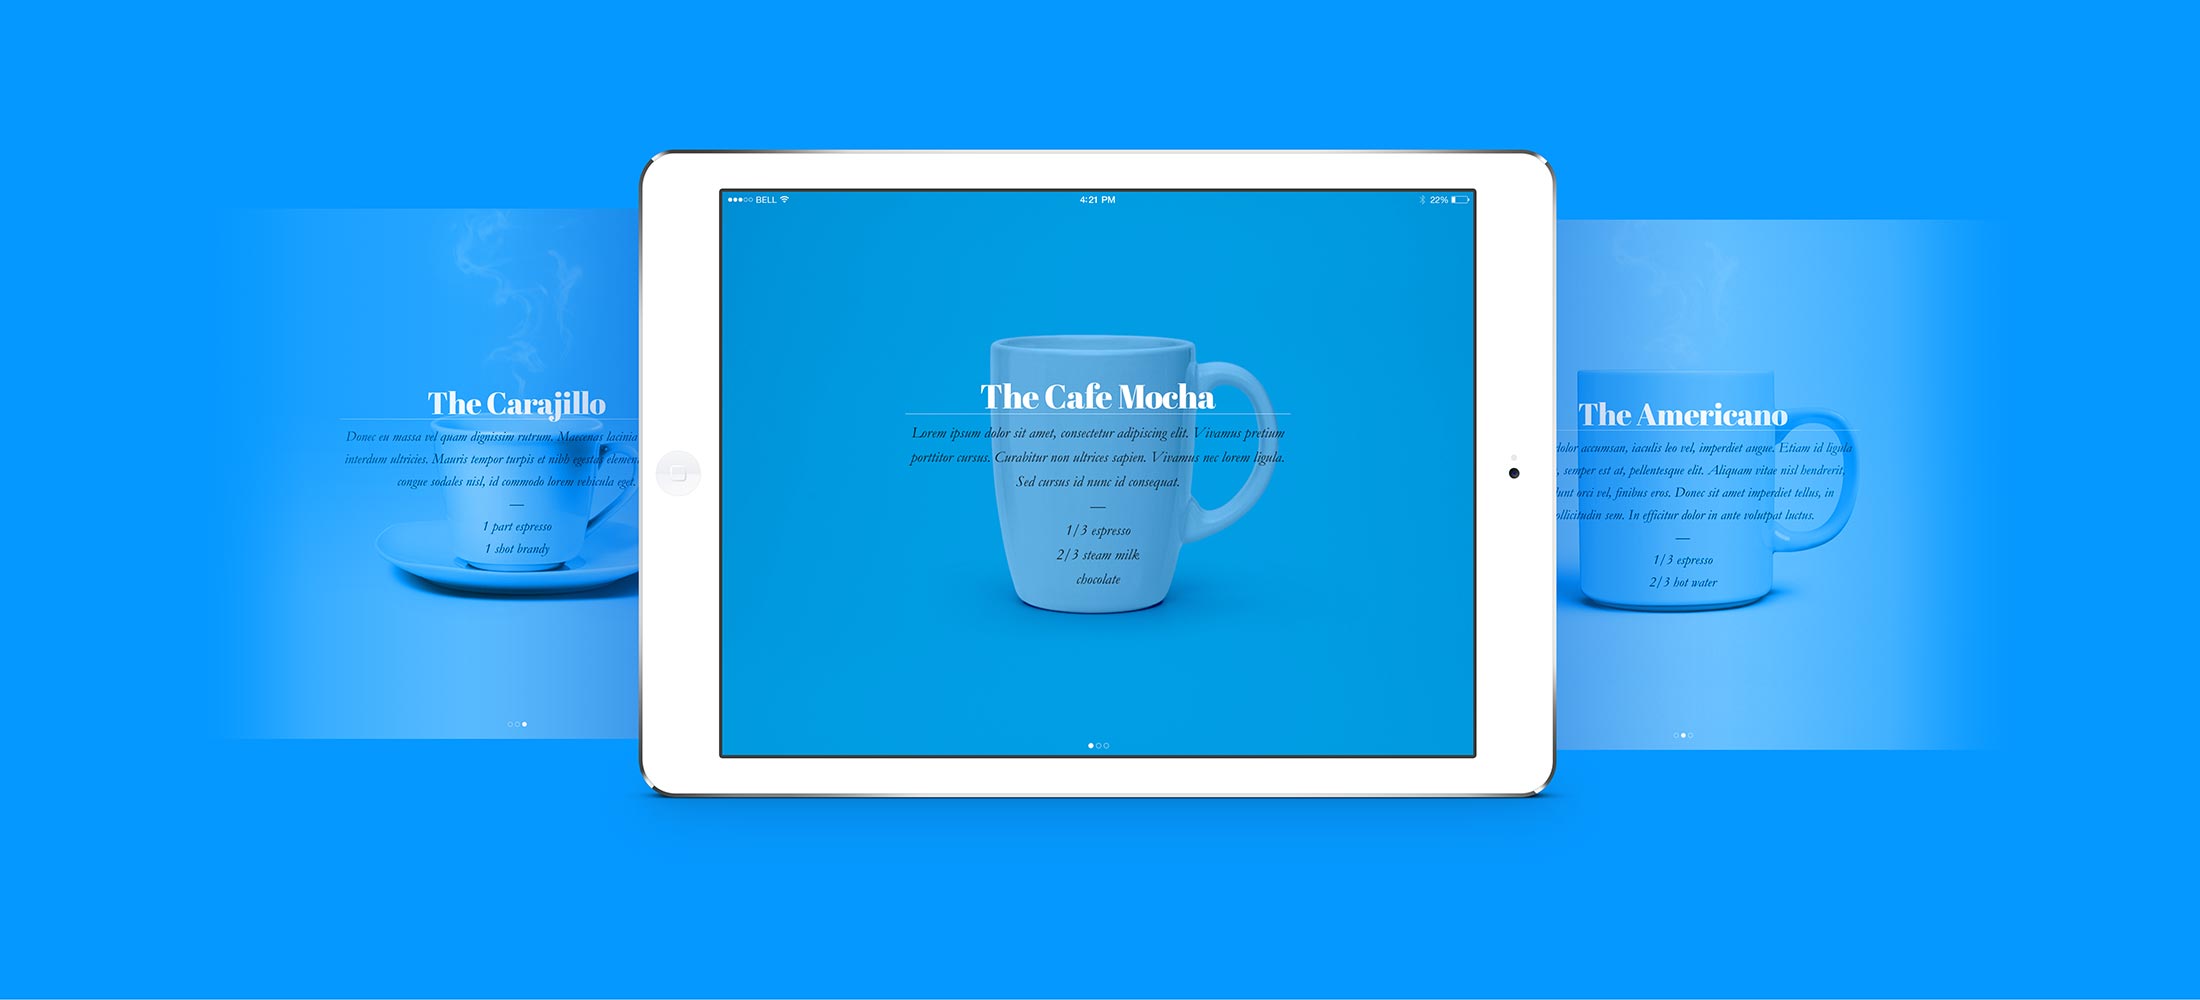 BELL
4:21 PM
22%
The Carajillo
Donec eu massa vel quam dignissim rutrum. Maecenas lacinia
interdum ultricies. Mauris tempor turpis et nibh egestas
congue sodales nisl, id commodo lorem vehicula eget.
—
1 part espresso
1 shot brandy
The Cafe Mocha
Lorem ipsum dolor sit amet, consectetur adipiscing elit. Vivamus pretium
porttitor cursus. Curabitur non ultrices sapien. Vivamus nec lorem ligula.
Sed cursus id nunc id consequat.
—
1/3 espresso
2/3 steam milk
chocolate
The Americano
dolor accumsan, iaculis leo vel, imperdiet augue. Etiam id ligula
, semper est at, pellentesque elit. Aliquam vitae nisl hendrerit,
orci vel, finibus eros. Donec sit amet imperdiet tellus, in
sem. In efficitur dolor in ante volutpat luctus.
—
1/3 espresso
2/3 hot water